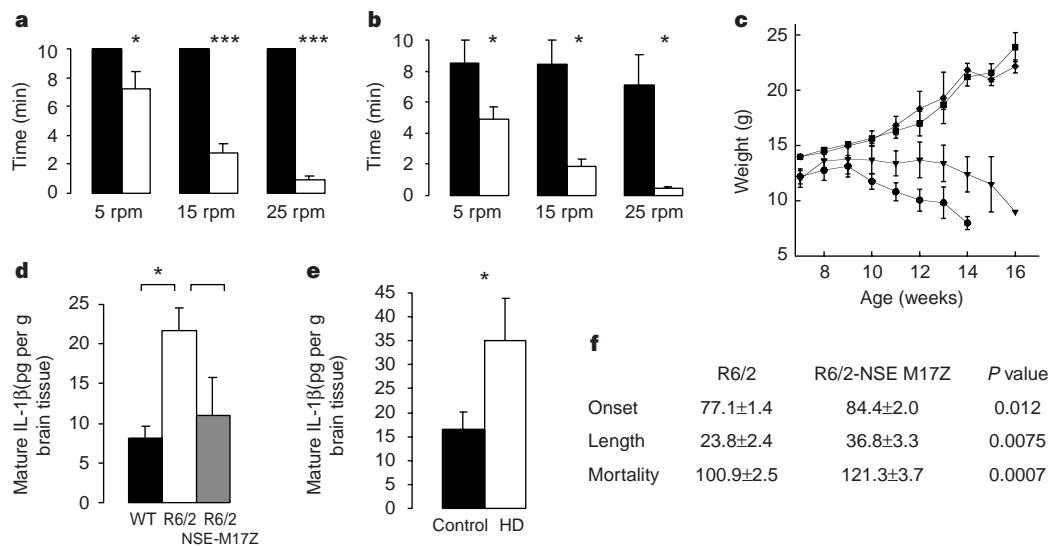 a
Time (min)
10
8
6
4
2
0
* *** ***
5 rpm 15 rpm 25 rpm
b
Time (min)
10
8
6
4
2
0
* * *
5 rpm 15 rpm 25 rpm
c
Weight (g)
25
20
15
10
5
8 10 12 14 16
Age (weeks)
d
Mature IL-1β(pg per g
brain tissue)
25
20
15
10
5
0
*
WT R6/2 R6/2
NSE-M17Z
e
Mature IL-1β(pg per g
brain tissue)
45
40
35
30
25
20
15
10
5
0
*
Control HD
f
R6/2 R6/2-NSE M17Z P value
Onset 77.1±1.4 84.4±2.0 0.012
Length 23.8±2.4 36.8±3.3 0.0075
Mortality 100.9±2.5 121.3±3.7 0.0007